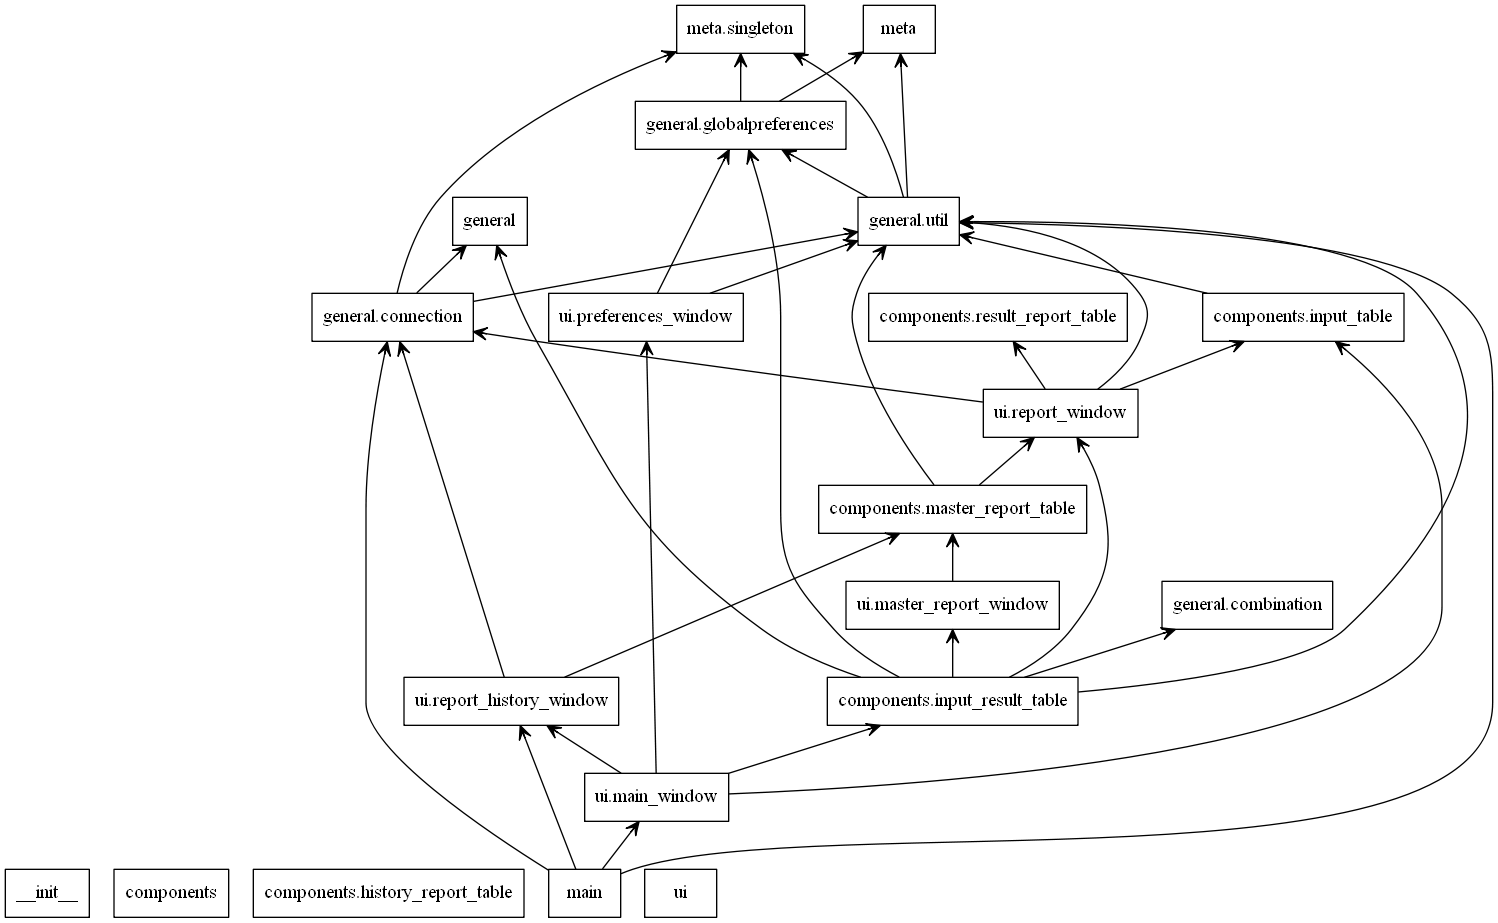 meta.singleton
meta
general.globalpreferences
general
general.util
general.connection
ui.preferences_window
components.result_report_table
components.input_table
ui.report_window
components.master_report_table
ui.master_report_window
general.combination
ui.report_history_window
components.input_result_table
ui.main_window
__init__
components
components.history_report_table
main
ui